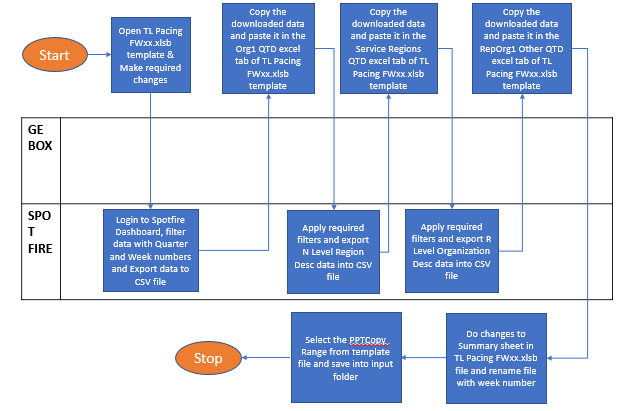 Start
Open TL Pacing
FWxx.xlsb
template &
Make required
changes
Copy the
downloaded data
and paste it in the
Org1 QTD excel
tab of TL Pacing
FWxx.xlsb
template
Copy the
downloaded data
and paste it in the
Service Regions
QTD excel tab of TL
Pacing FWxx.xlsb
template
Copy the
downloaded data
and paste it in the
RepOrg1 Other QTD
excel tab of TL
Pacing FWxx.xlsb
template
GE
BOX
SPO
T
FIRE
Login to Spotfire
Dashboard, filter
data with Quarter
and Week numbers
and Export data to
CSV file
Apply required
filters and export
N Level Region
Desc data into CSV
file
Apply required
filters and export R
Level Organization
Desc data into CSV
file
Stop
Select the PPTCopy
Range from template
file and save into input
folder
Do changes to
Summary sheet in
TL Pacing FWxx.xlsb
file and rename file
with week number